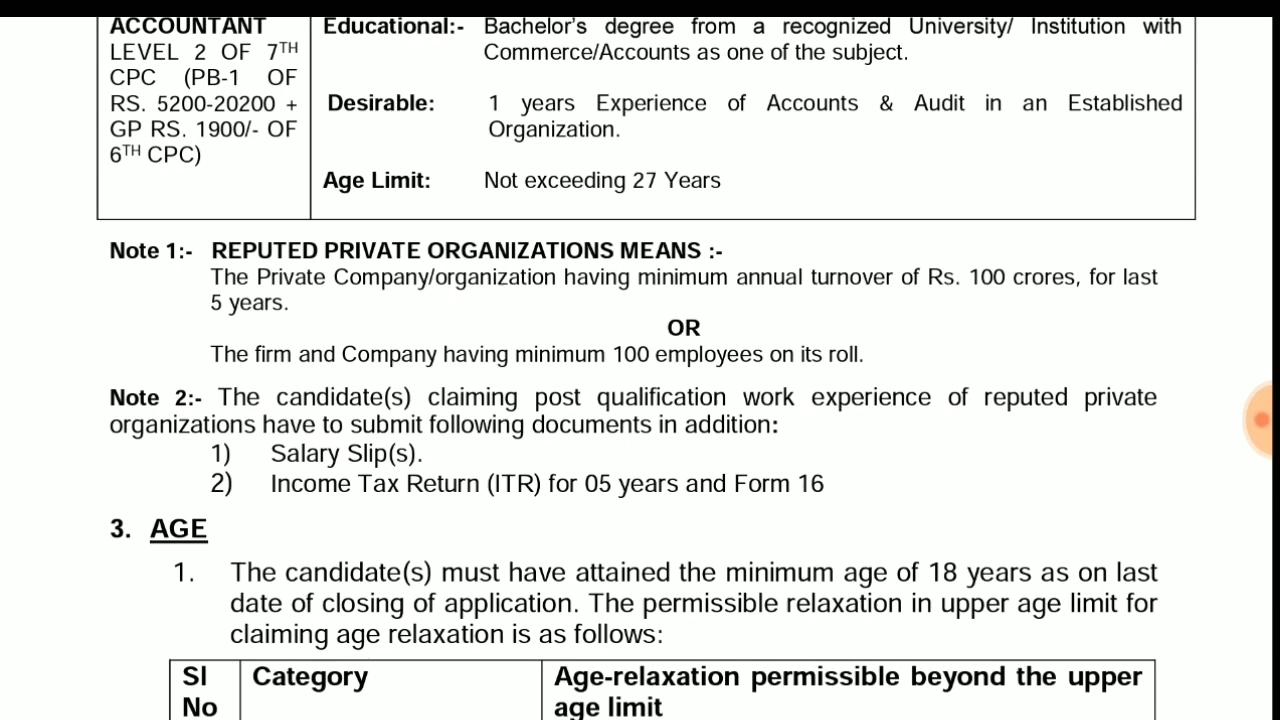 ACCOUNTANT
LEVEL 2 OF 7TH
CPC (PB-1 OF
RS. 5200-20200 +
GP RS. 1900/- OF
6TH CPC)
Educational:- Bachelor's degree from a recognized University/ Institution with
Commerce/Accounts as one of the subject.
Desirable: 1 years Experience of Accounts & Audit in an Established
Organization.
Age Limit: Not exceeding 27 Years
Note 1:- REPUTED PRIVATE ORGANIZATIONS MEANS :-
The Private Company/organization having minimum annual turnover of Rs. 100 crores, for last
5 years.
OR
The firm and Company having minimum 100 employees on its roll.
Note 2:- The candidate(s) claiming post qualification work experience of reputed private
organizations have to submit following documents in addition:
1) Salary Slip(s).
2) Income Tax Return (ITR) for 05 years and Form 16
3. AGE
1. The candidate(s) must have attained the minimum age of 18 years as on last
date of closing of application. The permissible relaxation in upper age limit for
claiming age relaxation is as follows:
Sl
No
Category
Age-relaxation permissible beyond the upper
age limit